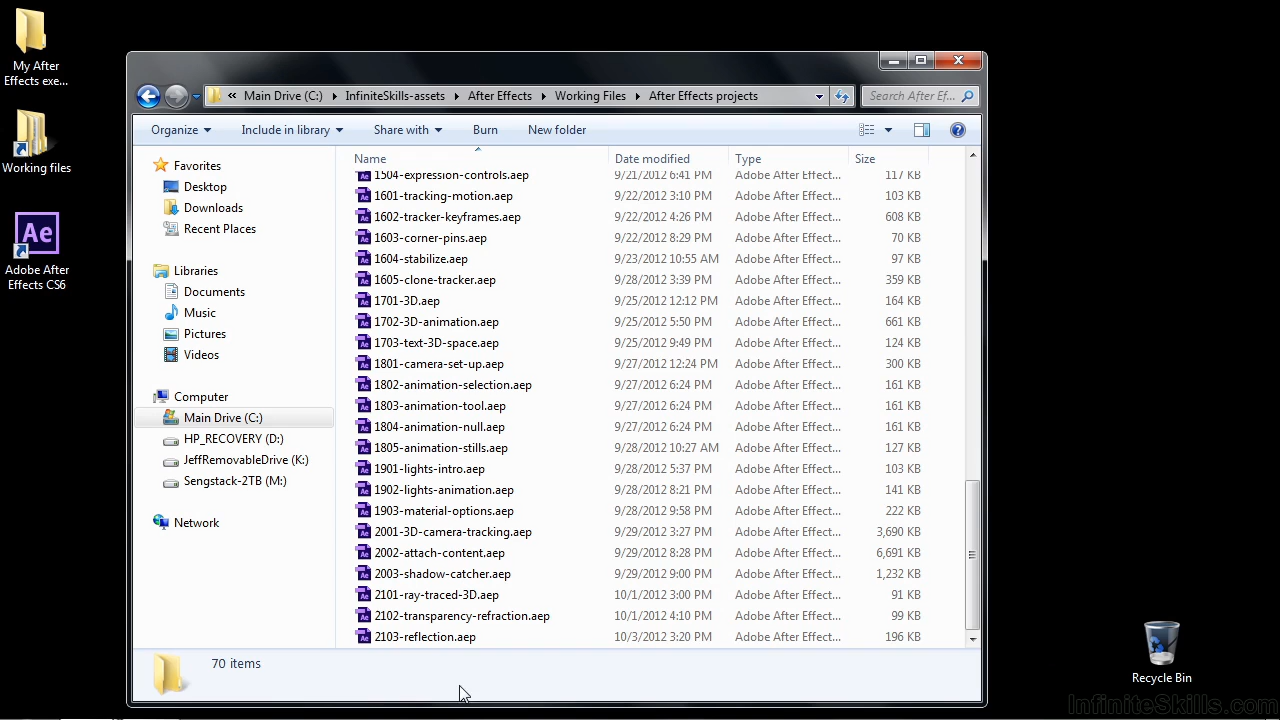 My After
Effects exe...
Working files
Ae
Adobe After
Effects CS6
« Main Drive (C:) InfiniteSkills-assets After Effects Working Files After Effects projects
Search After Ef...
Organize Include in library Share with Burn New folder
Favorites
Desktop
Downloads
Recent Places
Libraries
Documents
Music
Pictures
Videos
Computer
Main Drive (C:)
HP_RECOVERY (D:)
JeffRemovableDrive (K:)
Sengstack-2TB (M:)
Network
Name Date modified Type Size
1504-expression-controls.aep 9/21/2012 6:41 PM Adobe After Effect... 117 KB
1601-tracking-motion.aep 9/22/2012 3:10 PM Adobe After Effect... 103 KB
1602-tracker-keyframes.aep 9/22/2012 4:26 PM Adobe After Effect... 608 KB
1603-corner-pins.aep 9/22/2012 8:29 PM Adobe After Effect... 70 KB
1604-stabilize.aep 9/23/2012 10:55 AM Adobe After Effect... 97 KB
1605-clone-tracker.aep 9/28/2012 3:39 PM Adobe After Effect... 359 KB
1701-3D.aep 9/25/2012 12:12 PM Adobe After Effect... 164 KB
1702-3D-animation.aep 9/25/2012 5:50 PM Adobe After Effect... 661 KB
1703-text-3D-space.aep 9/25/2012 9:49 PM Adobe After Effect... 124 KB
1801-camera-set-up.aep 9/27/2012 12:24 PM Adobe After Effect... 300 KB
1802-animation-selection.aep 9/27/2012 6:24 PM Adobe After Effect... 161 KB
1803-animation-tool.aep 9/27/2012 6:24 PM Adobe After Effect... 161 KB
1804-animation-null.aep 9/27/2012 6:24 PM Adobe After Effect... 161 KB
1805-animation-stills.aep 9/28/2012 10:27 AM Adobe After Effect... 127 KB
1901-lights-intro.aep 9/28/2012 5:37 PM Adobe After Effect... 103 KB
1902-lights-animation.aep 9/28/2012 8:21 PM Adobe After Effect... 141 KB
1903-material-options.aep 9/28/2012 9:58 PM Adobe After Effect... 222 KB
2001-3D-camera-tracking.aep 9/29/2012 3:27 PM Adobe After Effect... 3,690 KB
2002-attach-content.aep 9/29/2012 8:28 PM Adobe After Effect... 6,691 KB
2003-shadow-catcher.aep 9/29/2012 9:00 PM Adobe After Effect... 1,232 KB
2101-ray-traced-3D.aep 10/1/2012 3:00 PM Adobe After Effect... 91 KB
2102-transparency-refraction.aep 10/1/2012 4:10 PM Adobe After Effect... 99 KB
2103-reflection.aep 10/3/2012 3:20 PM Adobe After Effect... 196 KB
70 items
Recycle Bin
InfiniteSkills.com